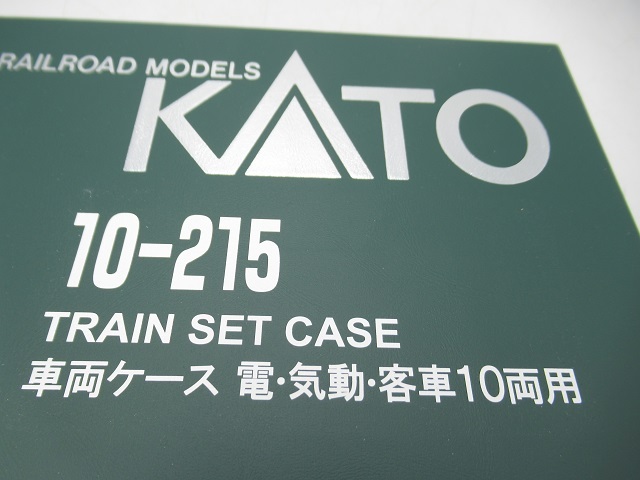 RAILROAD MODELS
KATO
10-215
TRAIN SET CASE
車両ケース 電・気動・客車10両用